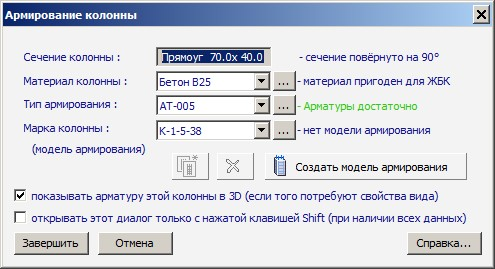 Армирование колонны
Сечение колонны : Прямоуг 70.0x 40.0 - сечение повёрнуто на 90°
Материал колонны : Бетон B25 ... - материал пригоден для ЖБК
Тип армирования : АТ-005 ... - Арматуры достаточно
Марка колонны : К-1-5-38 ... - нет модели армирования
(модель армирования) Создать модель армирования
показывать арматуру этой колонны в 3D (если того потребуют свойства вида)
открывать этот диалог только с нажатой клавишей Shift (при наличии всех данных)
Завершить Отмена Справка...